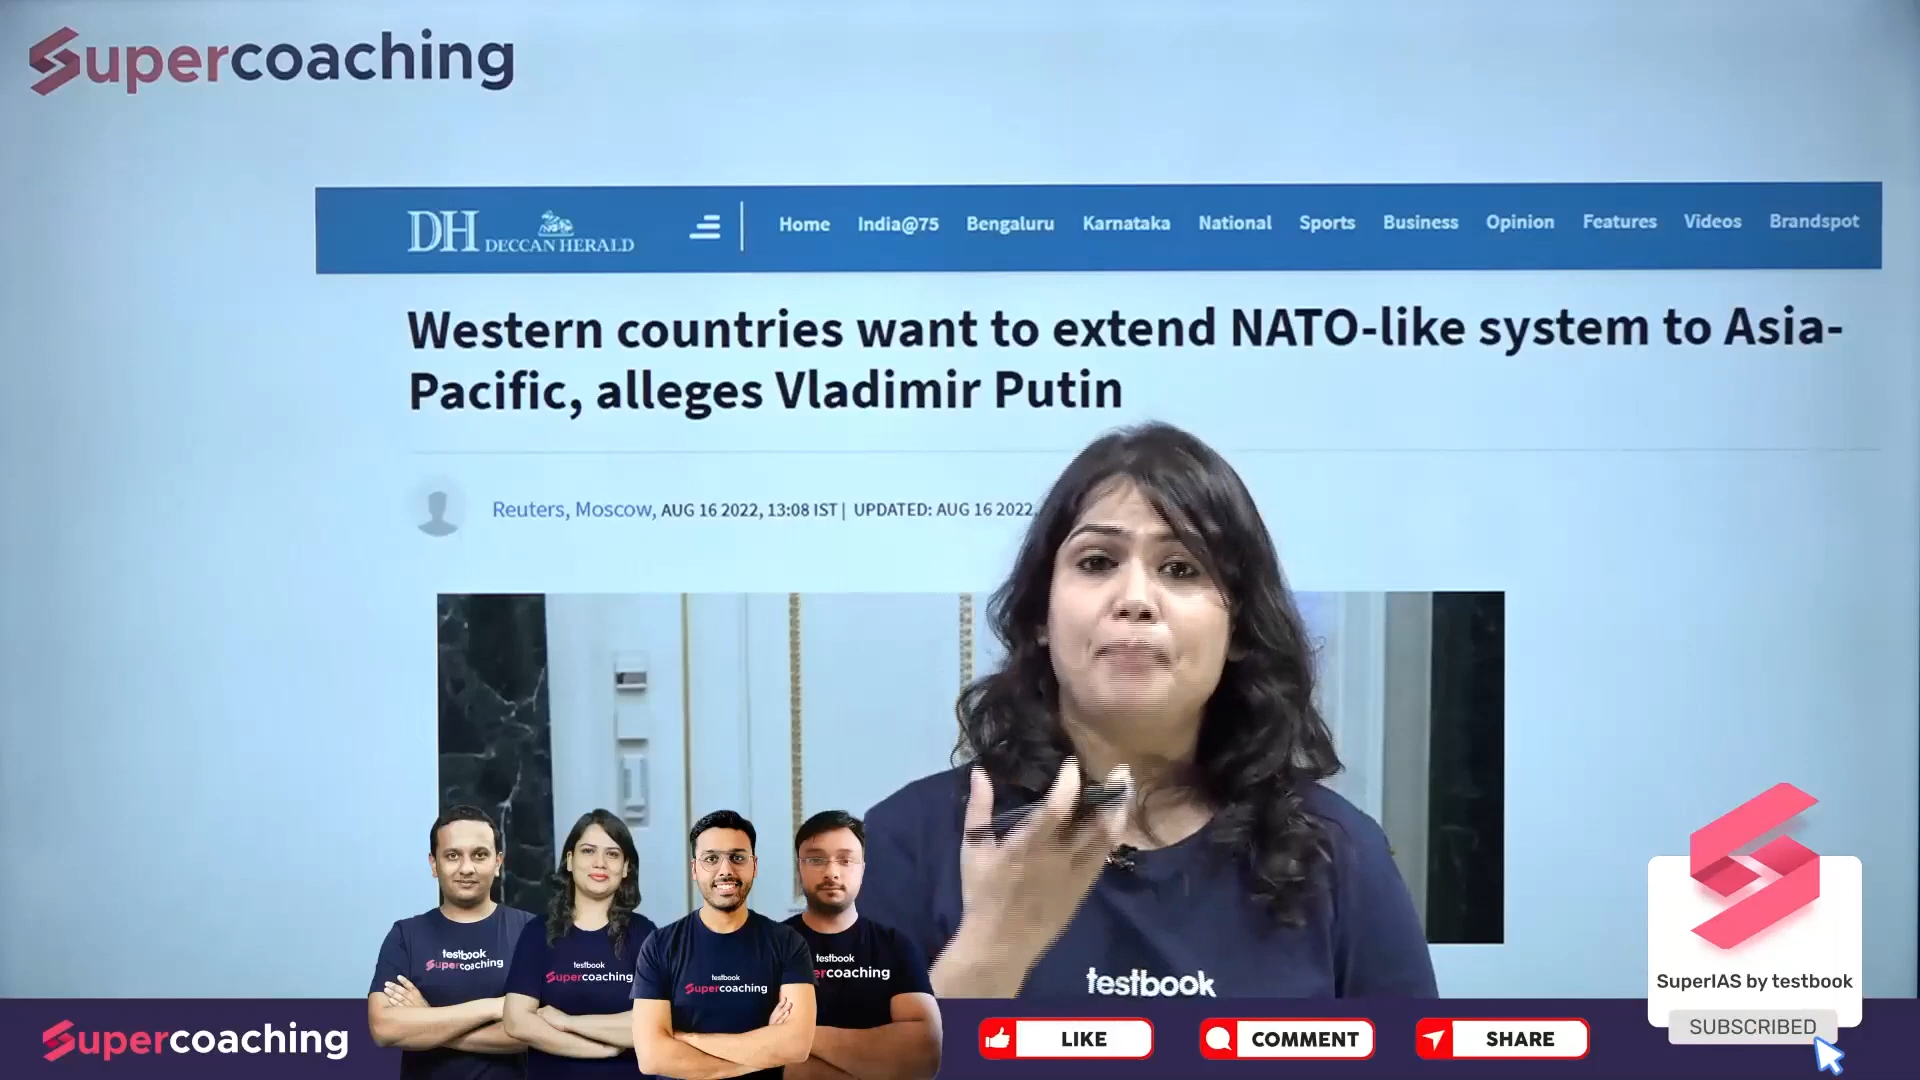 Supercoaching
DH DECCAN HERALD
Home India@75 Bengaluru Karnataka National Sports Business Opinion Features Videos Brandspot
Western countries want to extend NATO-like system to Asia-
Pacific, alleges Vladimir Putin
Reuters, Moscow, AUG 16 2022, 13:08 IST | UPDATED: AUG 16 2022,
testbook
Supercoaching
testbook
Supercoaching
testbook
Supercoaching
testbook
ercoaching
testbook
SuperIAS by testbook
SUBSCRIBED
Supercoaching
LIKE
COMMENT
SHARE